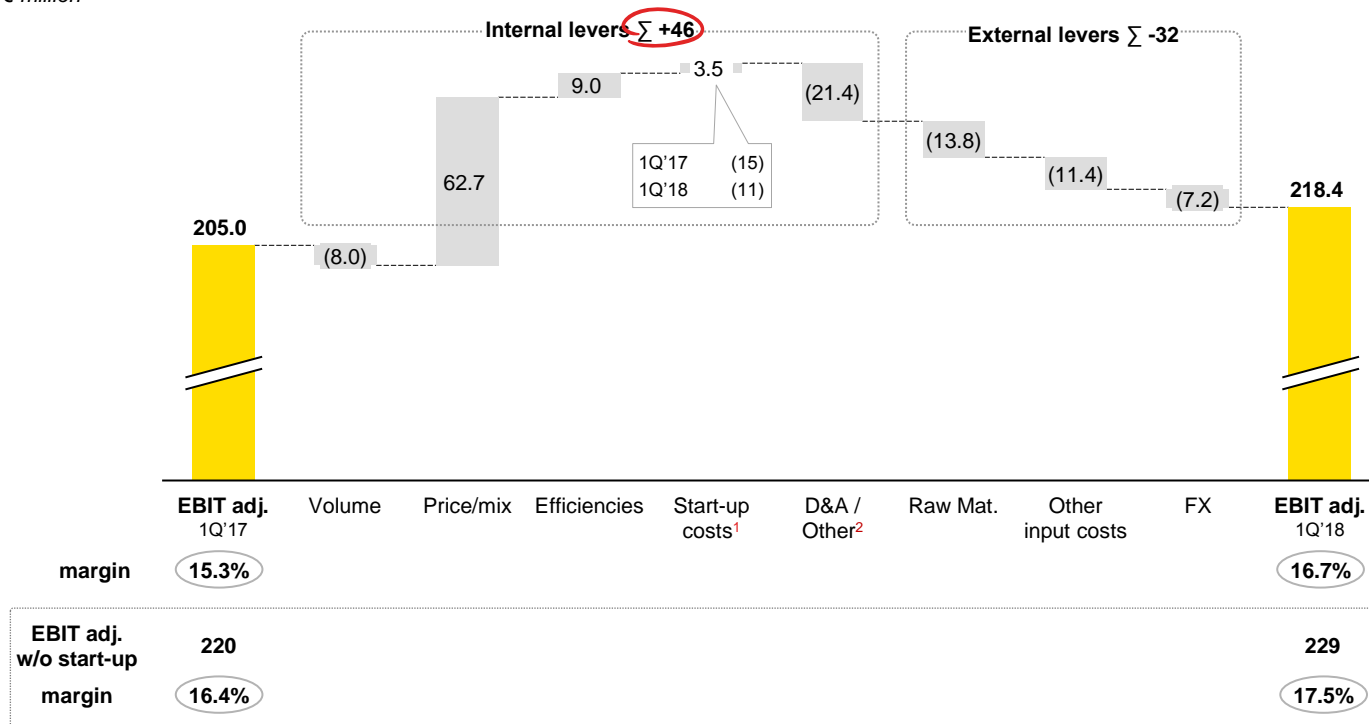 € million
Internal levers ∑ +46
External levers ∑ -32
3.5
9.0
(21.4)
(13.8)
1Q'17 (15)
1Q'18 (11)
(11.4)
62.7
(7.2)
218.4
205.0
(8.0)
EBIT adj.
1Q'17
Volume
Price/mix
Efficiencies
Start-up
costs1
D&A /
Other2
Raw Mat.
Other
input costs
FX
EBIT adj.
1Q'18
margin 15.3% 16.7%
EBIT adj.
w/o start-up
220 229
margin 16.4% 17.5%